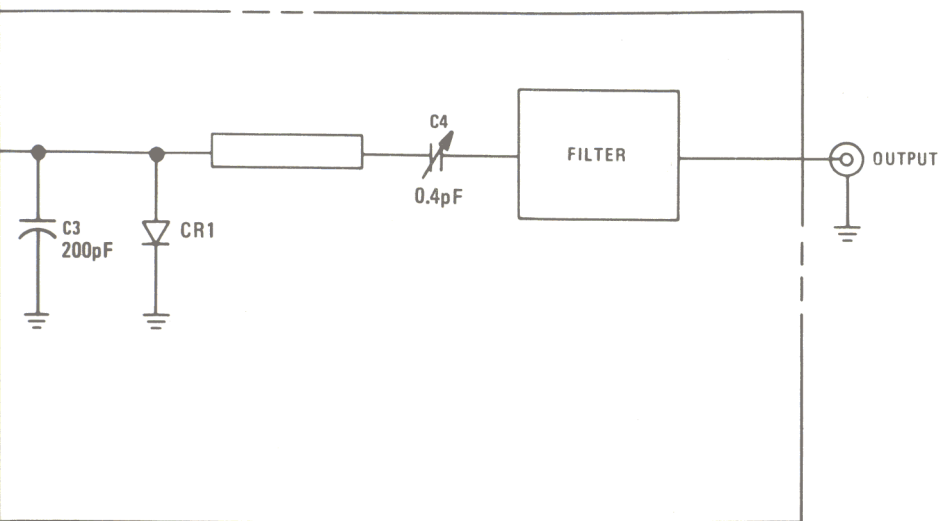 C4
0.4pF
FILTER
OUTPUT
C3
200pF
CR1